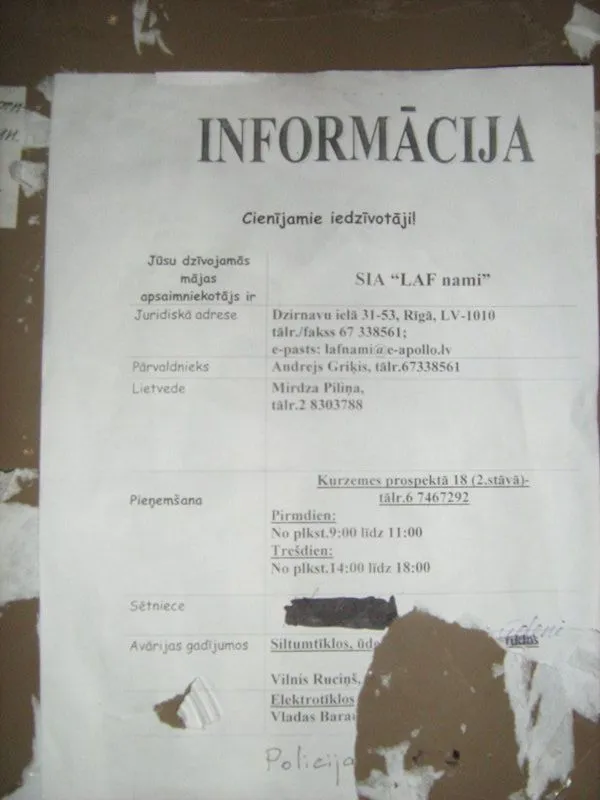 INFORMĀCIJA
Cienījamie iedzīvotāji!
Jūsu dzīvojamās
mājas
apsaimniekotājs ir
SIA “LAF nami”
Juridiskā adrese
Dzirnavu ielā 31-53, Rīgā, LV-1010
tālr./fakss 67 338561;
e-pasts: lafnami@e-apollo.lv
Pārvaldnieks
Andrejs Griķis, tālr.67338561
Lietvede
Mirdza Piliņa,
tālr.2 8303788
Pieņemšana
Kurzemes prospektā 18 (2.stāvā)-
tālr.6 7467292
Pirmdien:
No plkst.9:00 līdz 11:00
Trešdien:
No plkst.14:00 līdz 18:00
Sētniece
Avārijas gadījumos
Siltumtīklos,
Vilnis Ruciņš,
Elektrotīklos
Vladas
Policija